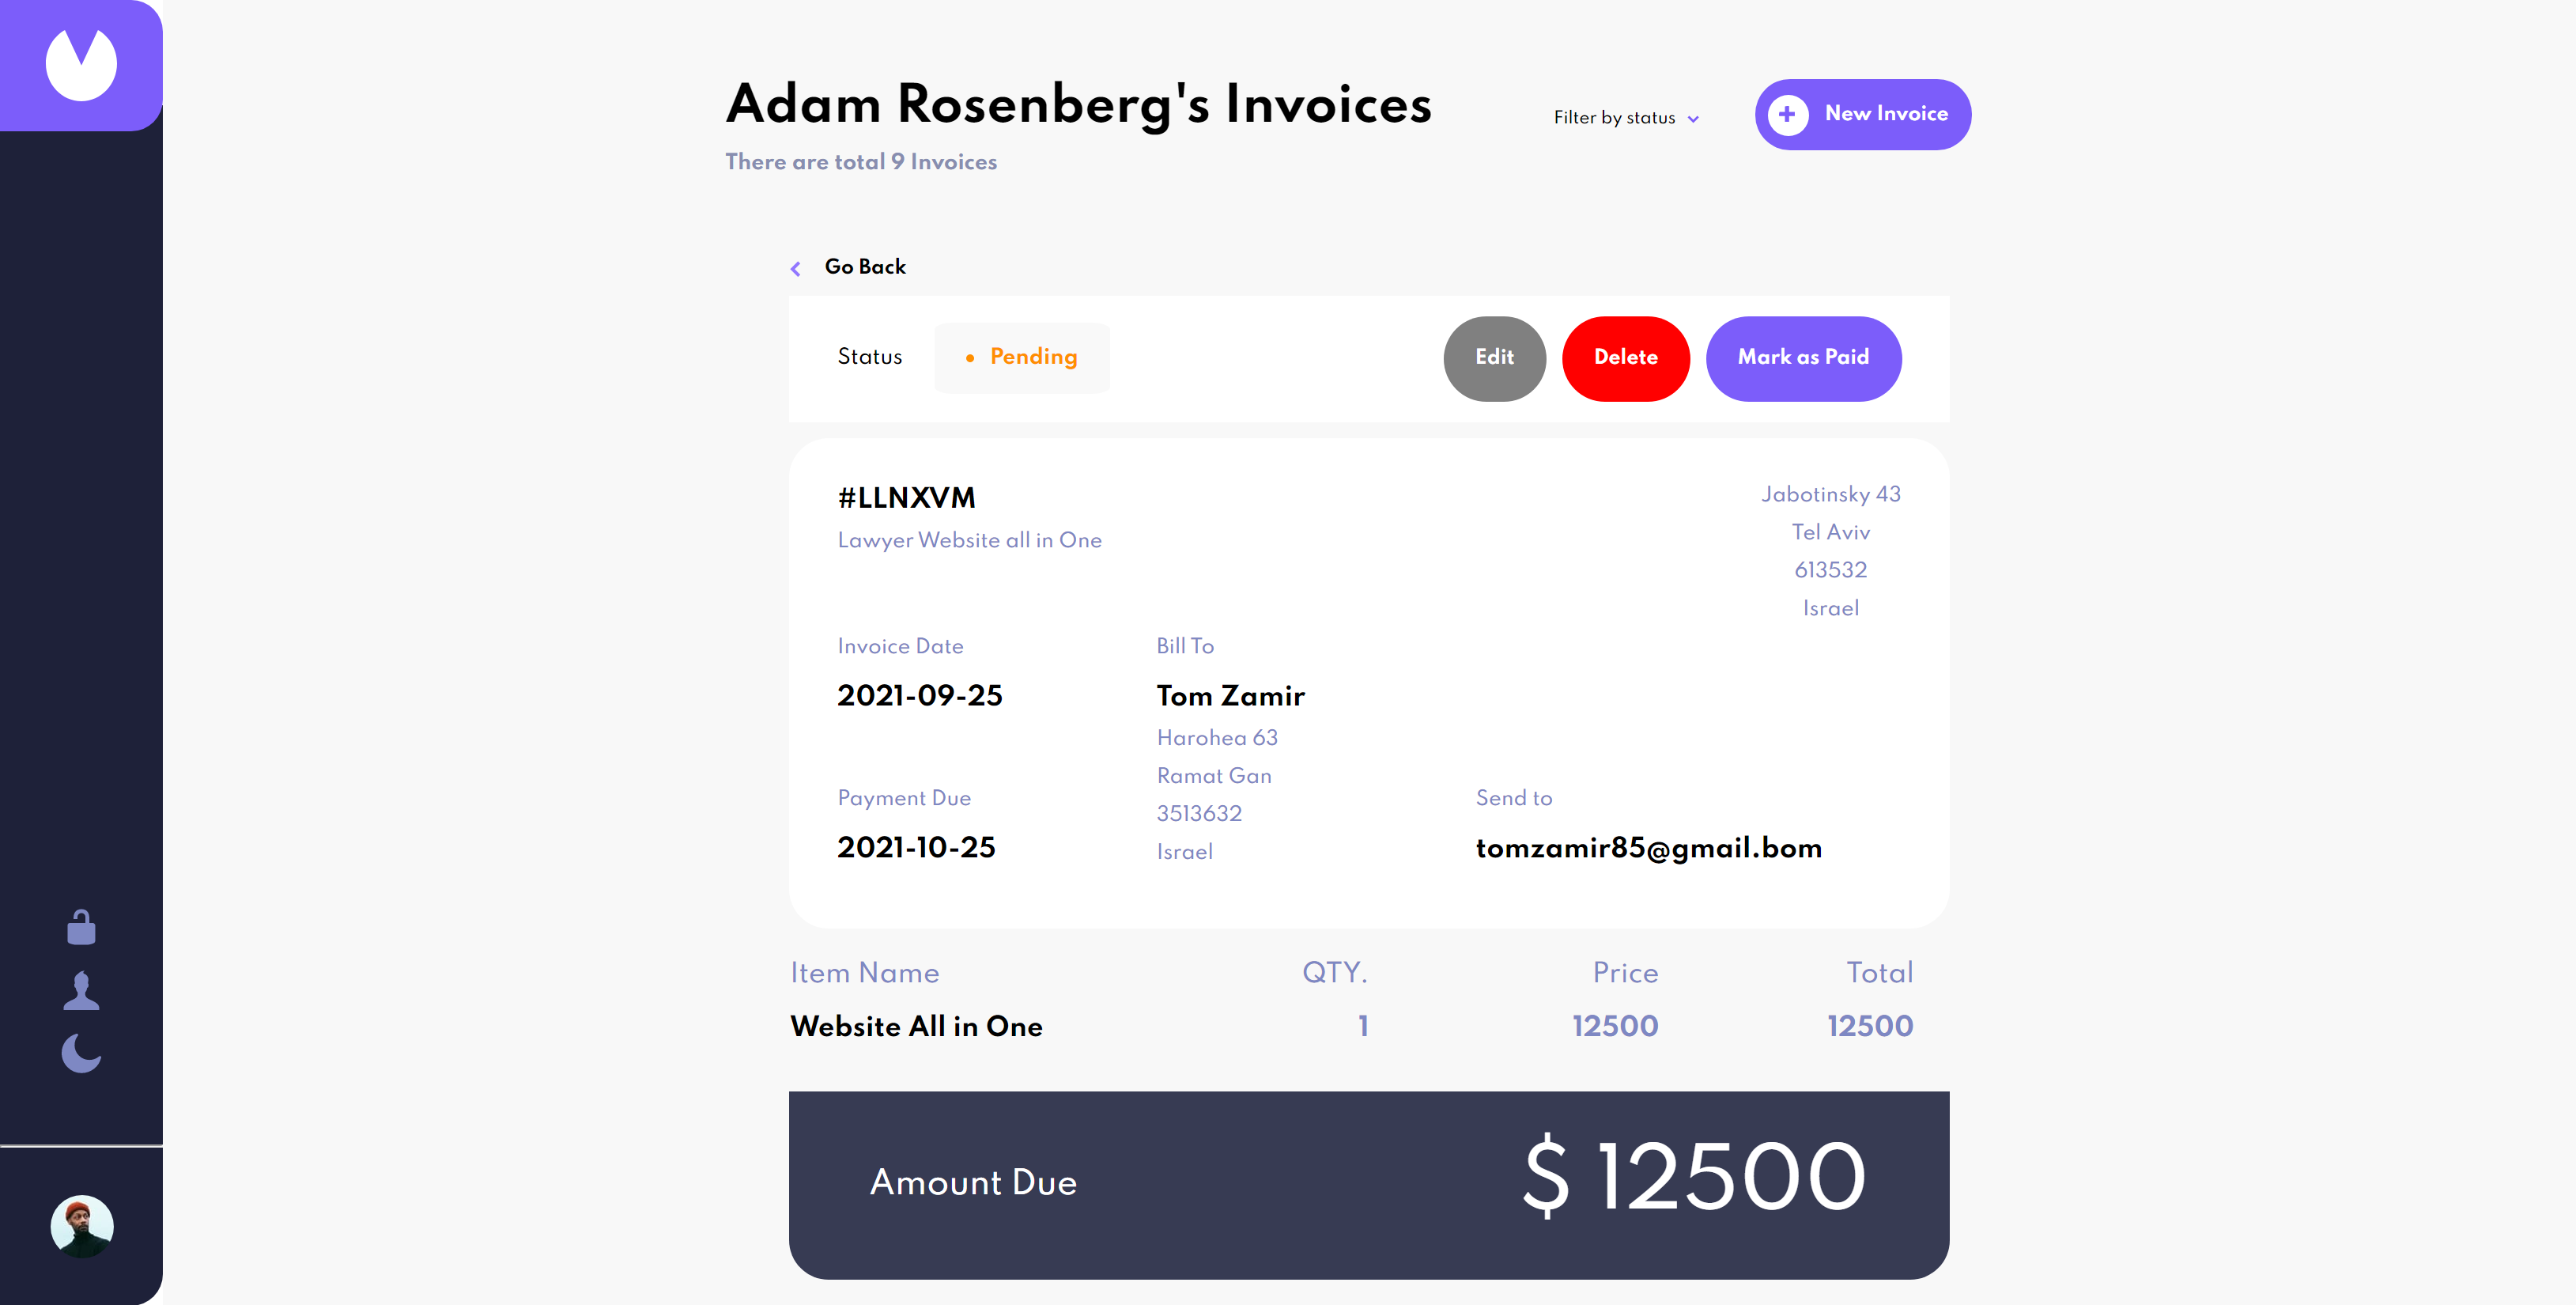 Adam Rosenberg's Invoices
There are total 9 Invoices
Filter by status
New Invoice
Go Back
Status
Pending
Edit
Delete
Mark as Paid
#LLNXVM
Lawyer Website all in One
Jabotinsky 43
Tel Aviv
613532
Israel
Invoice Date
2021-09-25
Payment Due
2021-10-25
Bill To
Tom Zamir
Harohea 63
Ramat Gan
3513632
Israel
Send to
tomzamir85@gmail.bom
Item Name QTY. Price Total
Website All in One 1 12500 12500
Amount Due $ 12500